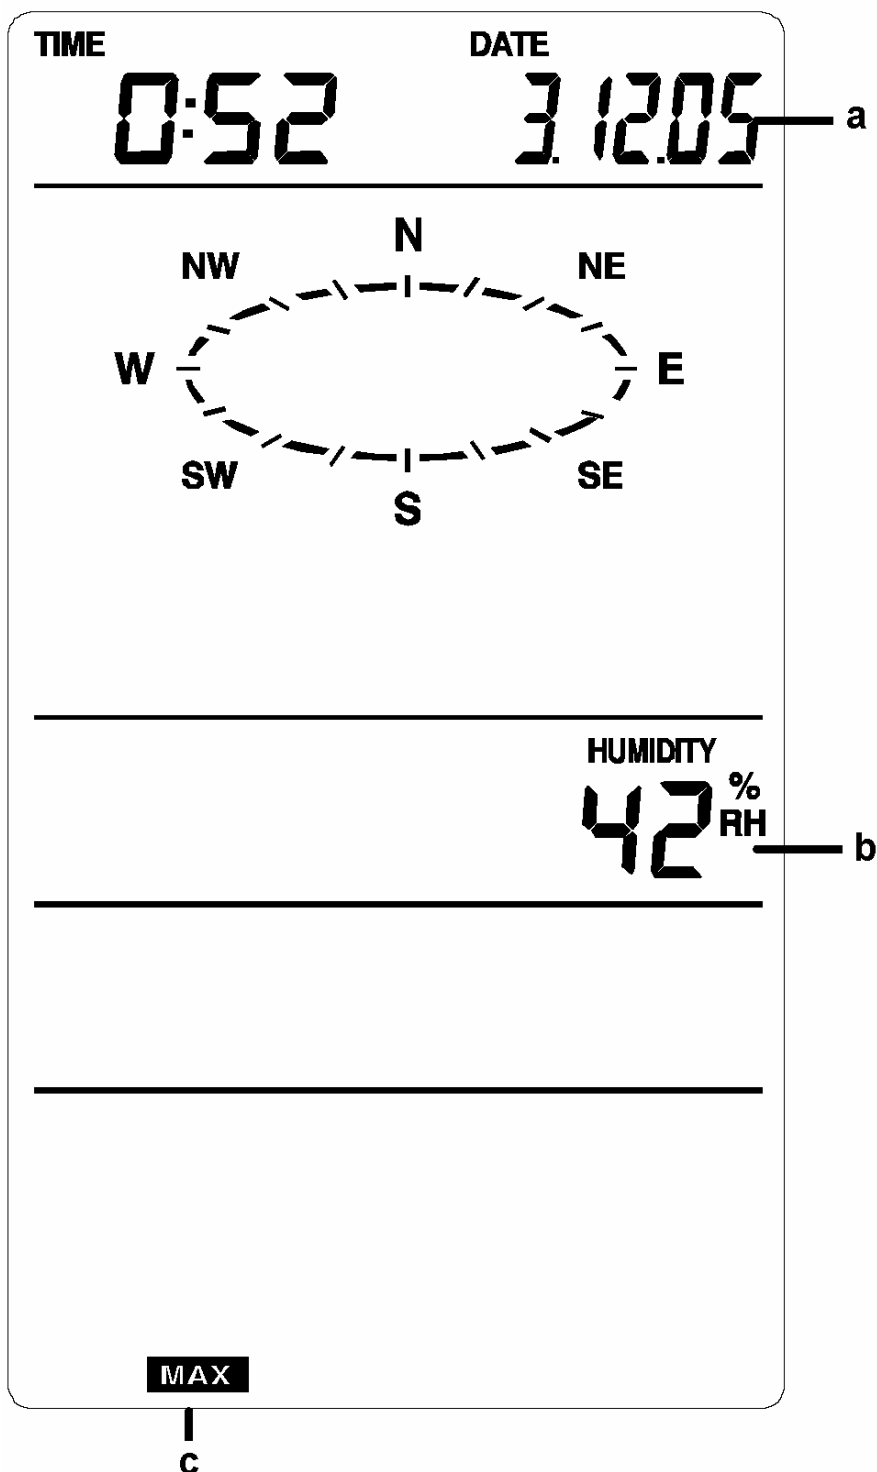 TIME DATE
0:52 3.12.05 a
N
NW NE
W E
SW SE
S
HUMIDITY
42 % RH
b
MAX
c